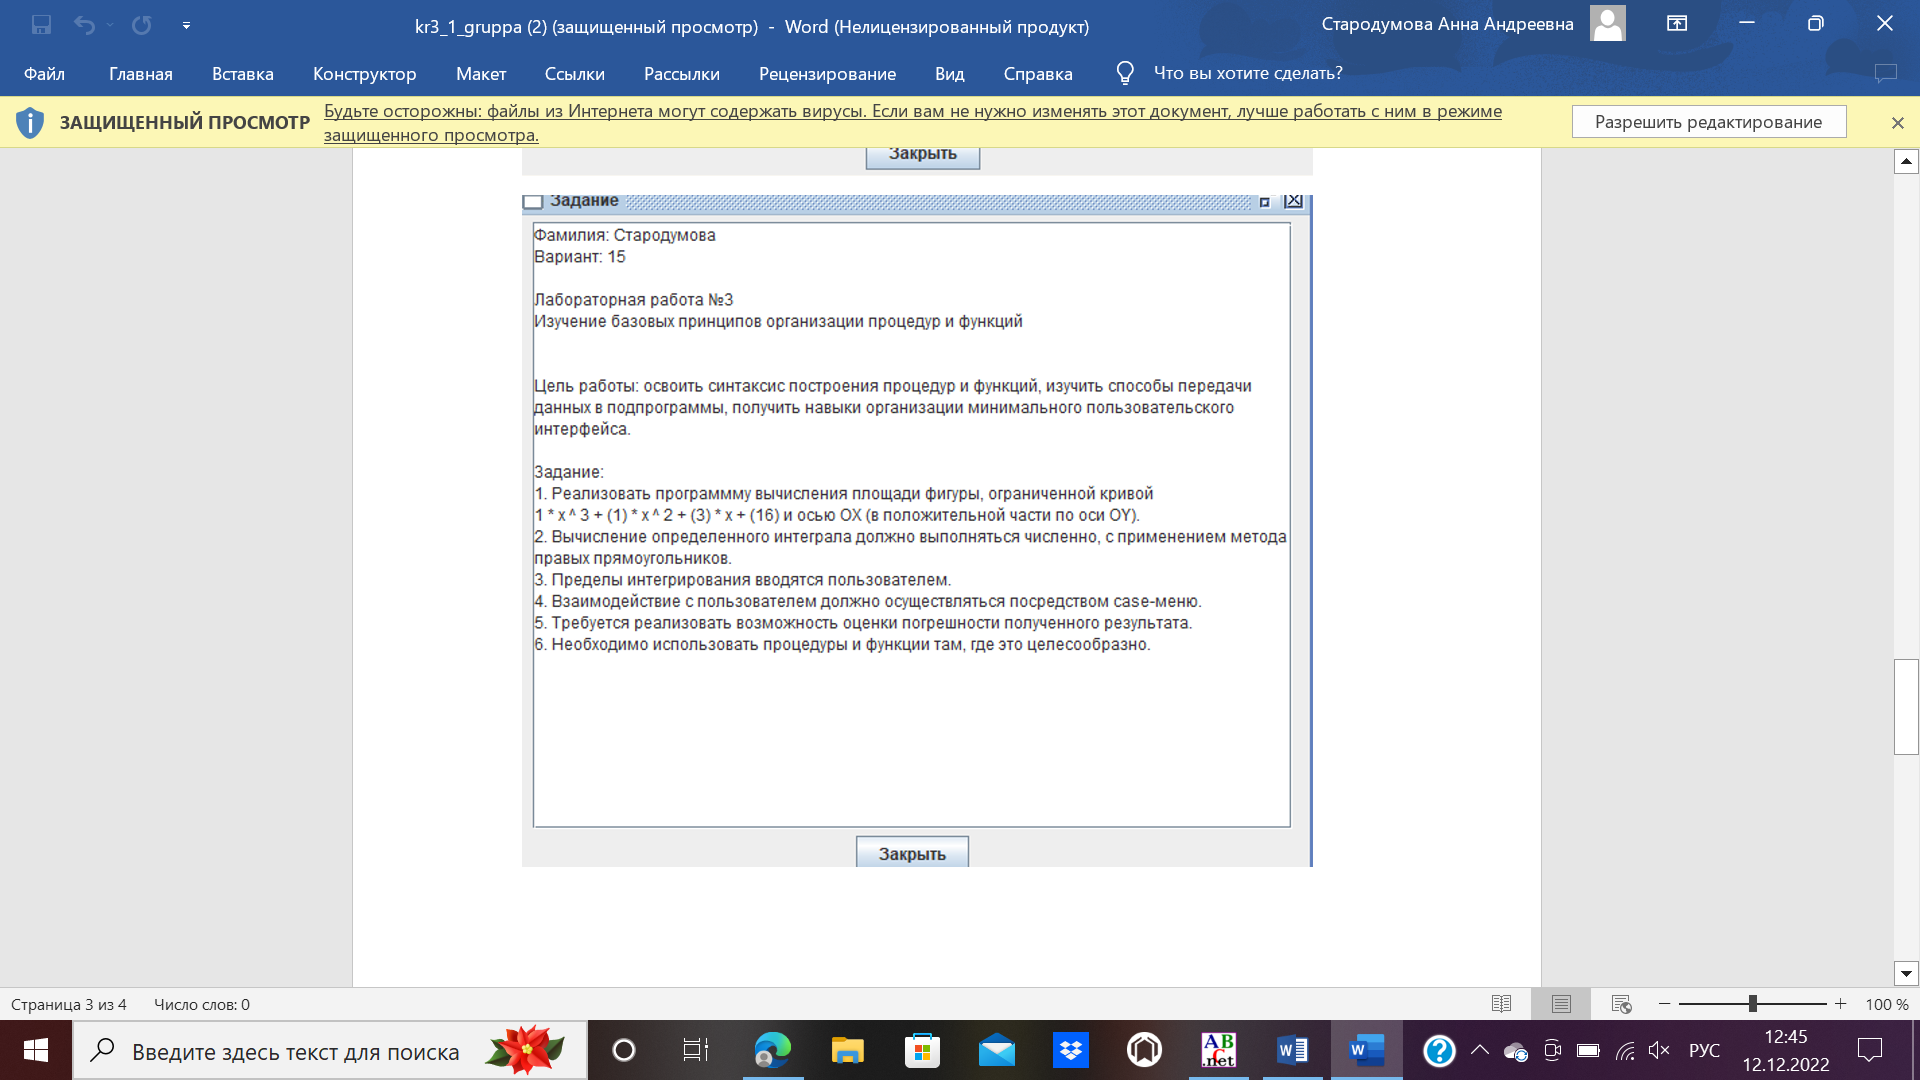 kr3_1_gruppa (2) (защищенный просмотр) - Word (Нелицензированный продукт)
Стародумова Анна Андреевна
Файл Главная Вставка Конструктор Макет Ссылки Рассылки Рецензирование Вид Справка Что вы хотите сделать?
ЗАЩИЩЕННЫЙ ПРОСМОТР
Будьте осторожны: файлы из Интернета могут содержать вирусы. Если вам не нужно изменять этот документ, лучше работать с ним в режиме
защищенного просмотра.
Разрешить редактирование
Закрыть
Задание
Фамилия: Стародумова
Вариант: 15
Лабораторная работа №3
Изучение базовых принципов организации процедур и функций
Цель работы: освоить синтаксис построения процедур и функций, изучить способы передачи
данных в подпрограммы, получить навыки организации минимального пользовательского
интерфейса.
Задание:
1. Реализовать программму вычисления площади фигуры, ограниченной кривой
1 * x ^ 3 + (1) * x ^ 2 + (3) * x + (16) и осью ОХ (в положительной части по оси OY).
2. Вычисление определенного интеграла должно выполняться численно, с применением метода
правых прямоугольников.
3. Пределы интегрирования вводятся пользователем.
4. Взаимодействие с пользователем должно осуществляться посредством case-меню.
5. Требуется реализовать возможность оценки погрешности полученного результата.
6. Необходимо использовать процедуры и функции там, где это целесообразно.
Закрыть
Страница 3 из 4 Число слов: 0
100 %
Введите здесь текст для поиска
ABC.net
РУС
12:45
12.12.2022